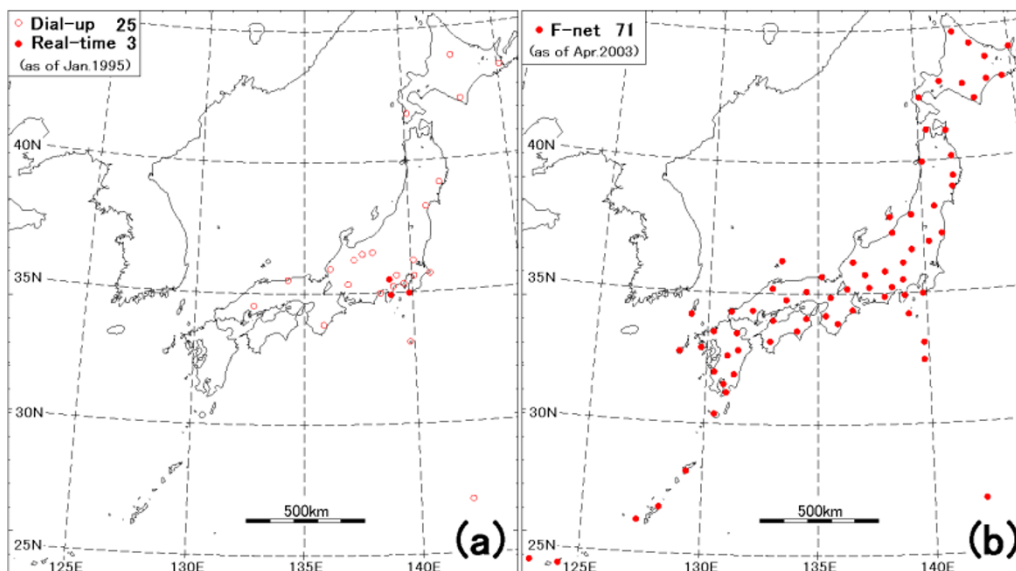 Dial-up 25
Real-time 3
(as of Jan.1995)
40N
35N
30N
25N
125E
130E
135E
140E
500km
(a)
F-net 71
(as of Apr.2003)
40N
35N
30N
25N
125E
130E
135E
140E
500km
(b)